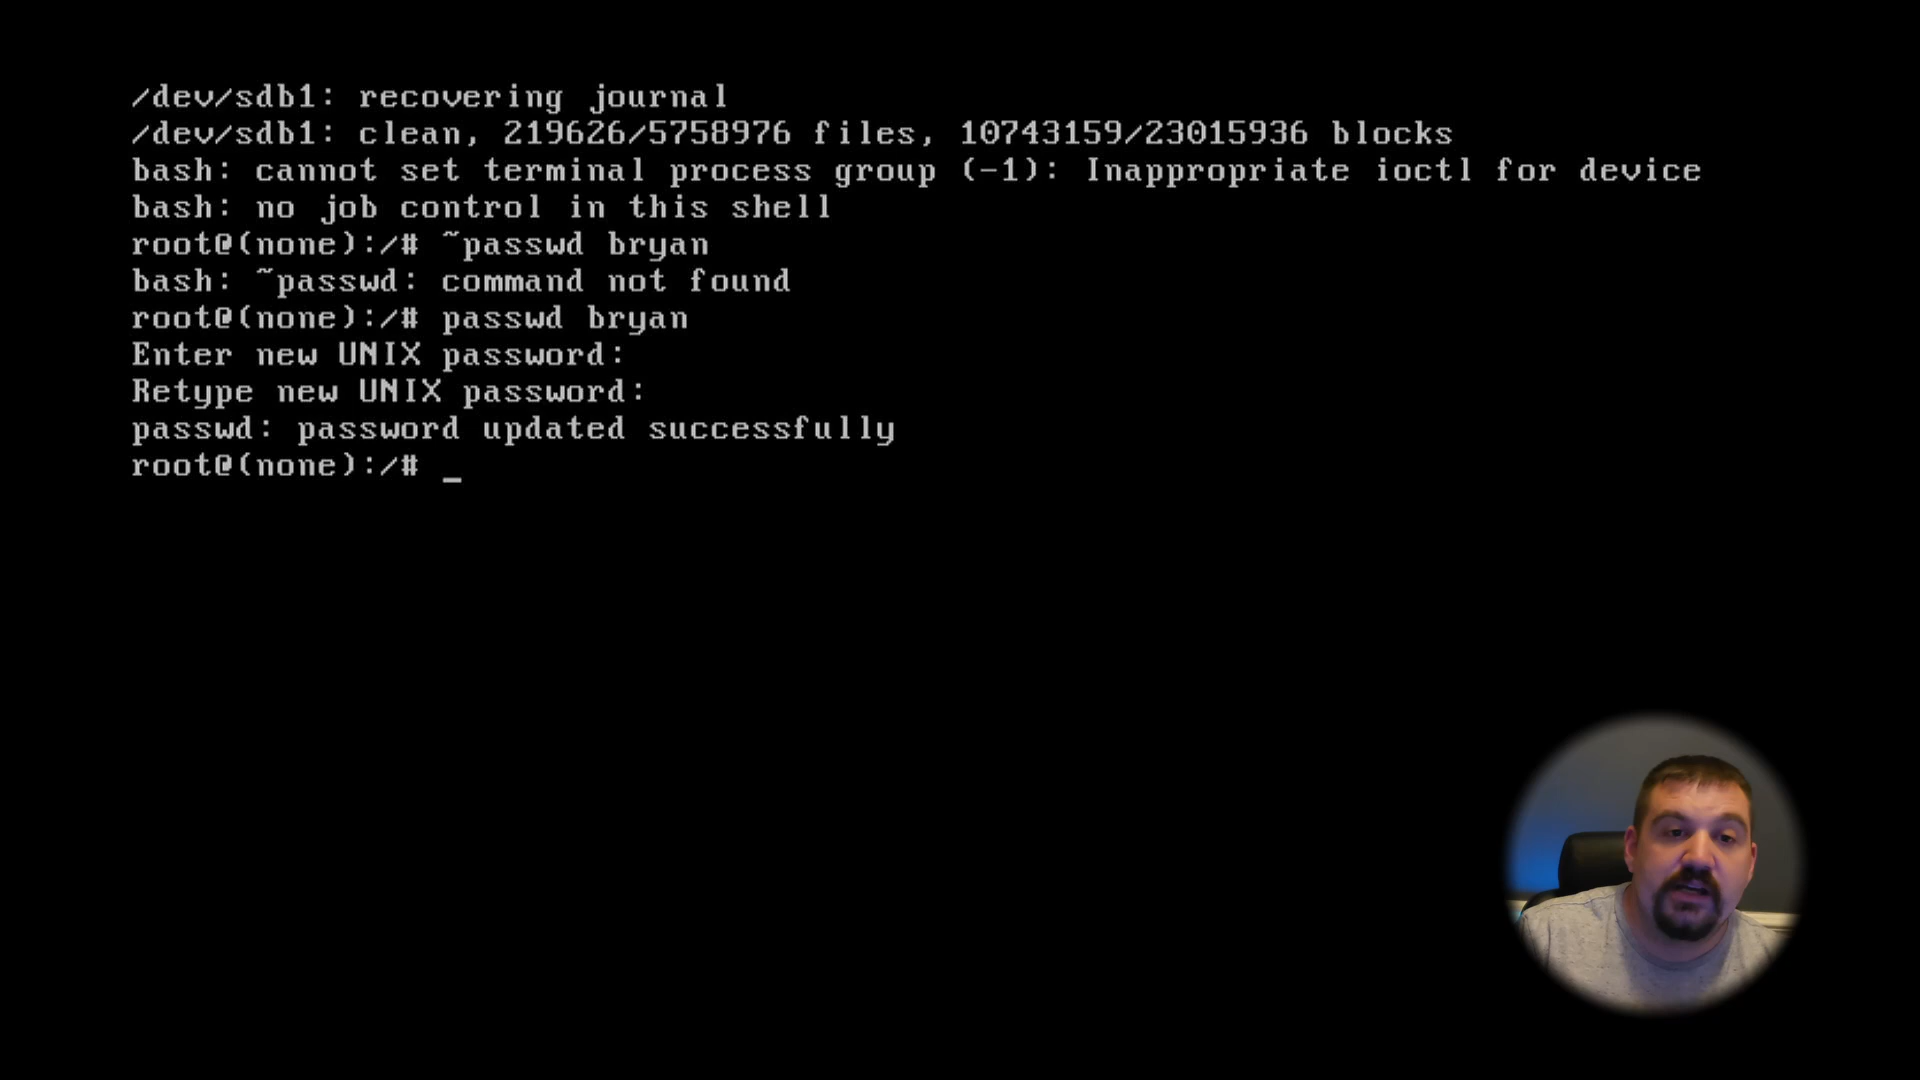 /dev/sdb1: recovering journal
/dev/sdb1: clean, 219626/5758976 files, 10743159/23015936 blocks
bash: cannot set terminal process group (-1): Inappropriate ioctl for device
bash: no job control in this shell
root@(none):/# ~passwd bryan
bash: ~passwd: command not found
root@(none):/# passwd bryan
Enter new UNIX password:
Retype new UNIX password:
passwd: password updated successfully
root@(none):/# _